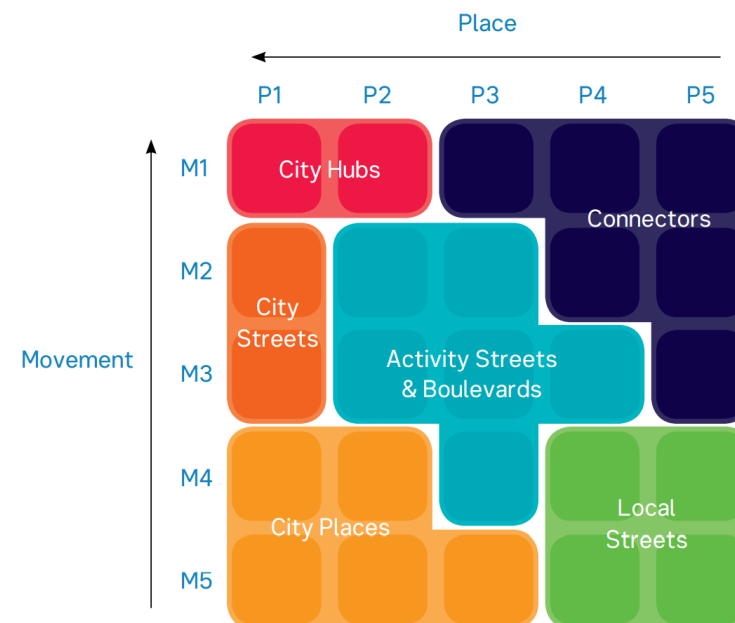 Place
P1 P2 P3 P4 P5
M1
City Hubs
Connectors
M2
City
Streets
Movement
M3
Activity Streets
& Boulevards
M4
City Places
Local
Streets
M5